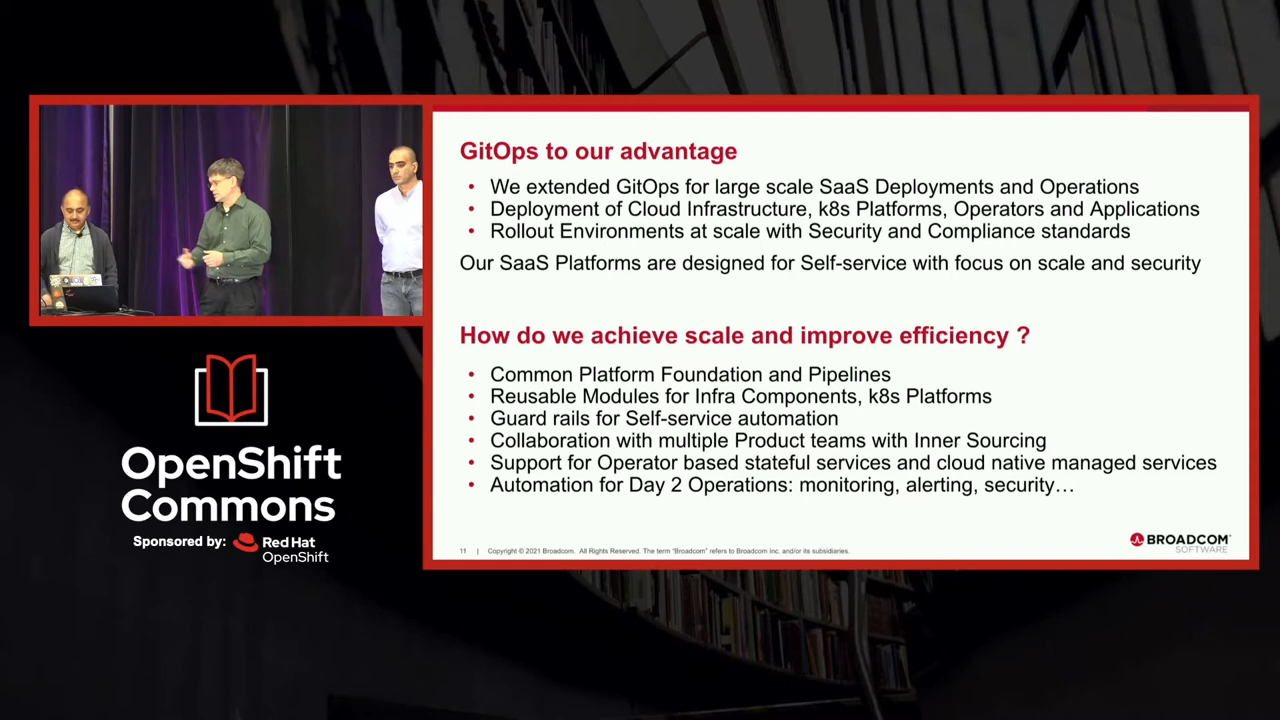 GitOps to our advantage
• We extended GitOps for large scale SaaS Deployments and Operations
• Deployment of Cloud Infrastructure, k8s Platforms, Operators and Applications
• Rollout Environments at scale with Security and Compliance standards
Our SaaS Platforms are designed for Self-service with focus on scale and security
How do we achieve scale and improve efficiency ?
• Common Platform Foundation and Pipelines
• Reusable Modules for Infra Components, k8s Platforms
• Guard rails for Self-service automation
• Collaboration with multiple Product teams with Inner Sourcing
• Support for Operator based stateful services and cloud native managed services
• Automation for Day 2 Operations: monitoring, alerting, security…
11 | Copyright © 2021 Broadcom. All Rights Reserved. The term “Broadcom” refers to Broadcom Inc. and/or its subsidiaries.
BROADCOM
SOFTWARE
OpenShift
Commons
Sponsored by: Red Hat
OpenShift